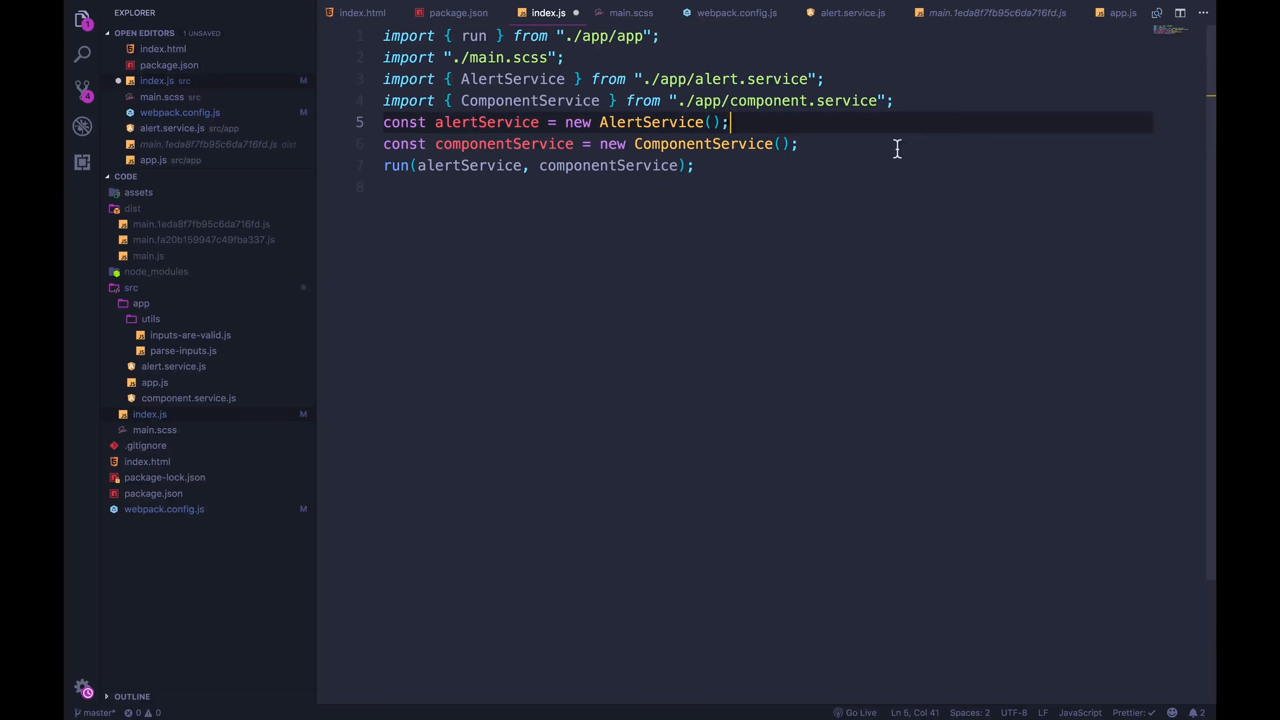 EXPLORER
OPEN EDITORS 1 UNSAVED
index.html
package.json
index.js src M
main.scss
webpack.config.js M
alert.service.js src/app
main.1eda8f7fb95c6da716fd.js dist
app.js src/app
CODE
assets
dist
main.1eda8f7fb95c6da716fd.js
main.fa20b159947c49fba337.js
main.js
node_modules
src
app
utils
inputs-are-valid.js
parse-inputs.js
alert.service.js
app.js
component.service.js
index.js M
main.scss
.gitignore
index.html
package-lock.json
package.json
webpack.config.js M
OUTLINE
1
4
index.html package.json index.js main.scss webpack.config.js alert.service.js main.1eda8f7fb95c6da716fd.js app.js
1 import { run } from "./app/app";
2 import "./main.scss";
3 import { AlertService } from "./app/alert.service";
4 import { ComponentService } from "./app/component.service";
5 const alertService = new AlertService();
6 const componentService = new ComponentService();
7 run(alertService, componentService);
8
master* 0 0 Go Live Ln 5, Col 41 Spaces: 2 UTF-8 LF JavaScript Prettier: ✓ 2